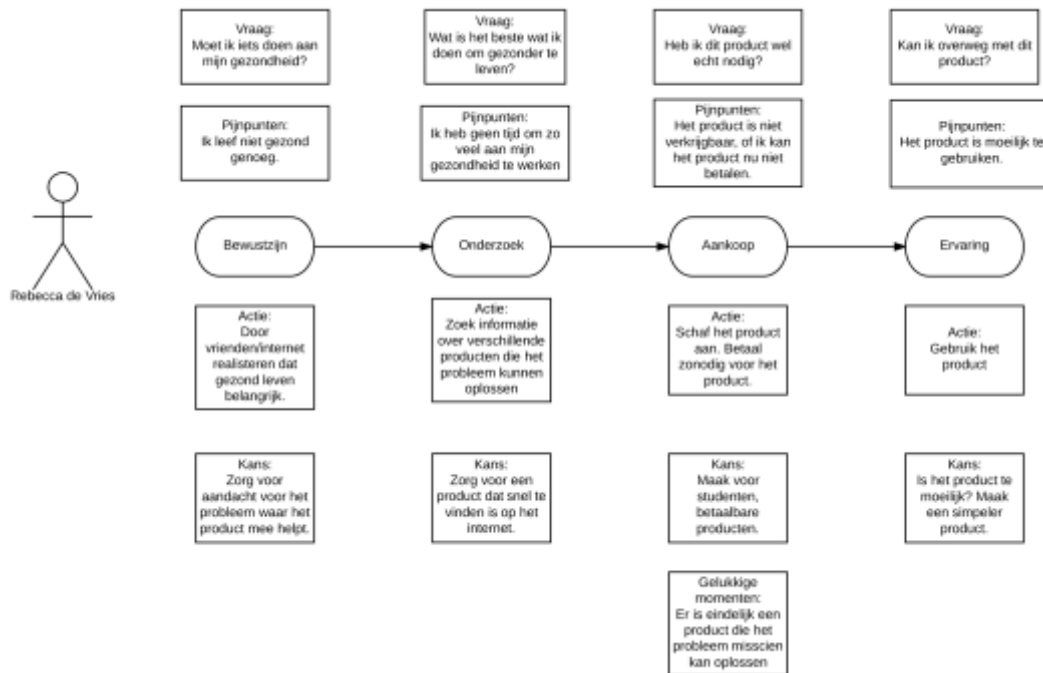 Vraag:
Moet ik iets doen aan
mijn gezondheid?
Vraag:
Wat is het beste wat ik
doen om gezonder te
leven?
Vraag:
Heb ik dit product wel
echt nodig?
Vraag:
Kan ik overweg met dit
product?
Pijnpunten:
Ik leef niet gezond
genoeg.
Pijnpunten:
Ik heb geen tijd om zo
veel aan mijn
gezondheid te werken
Pijnpunten:
Het product is niet
verkrijgbaar, of ik kan
het product nu niet
betalen.
Pijnpunten:
Het product is moeilijk te
gebruiken.
Rebecca de Vries
Bewustzijn
Onderzoek
Aankoop
Ervaring
Actie:
Door
vrienden/internet
realisteren dat
gezond leven
belangrijk.
Actie:
Zoek informatie
over verschillende
producten die het
probleem kunnen
oplossen
Actie:
Schaf het product
aan. Betaal
zonodig voor het
product.
Actie:
Gebruik het
product
Kans:
Zorg voor
aandacht voor het
probleem waar het
product mee helpt.
Kans:
Zorg voor een
product dat snel te
vinden is op het
internet.
Kans:
Maak voor
studenten,
betaalbare
producten.
Kans:
Is het product te
moeilijk? Maak
een simpeler
product.
Gelukkige
momenten:
Er is eindelijk een
product die het
probleem misscien
kan oplossen